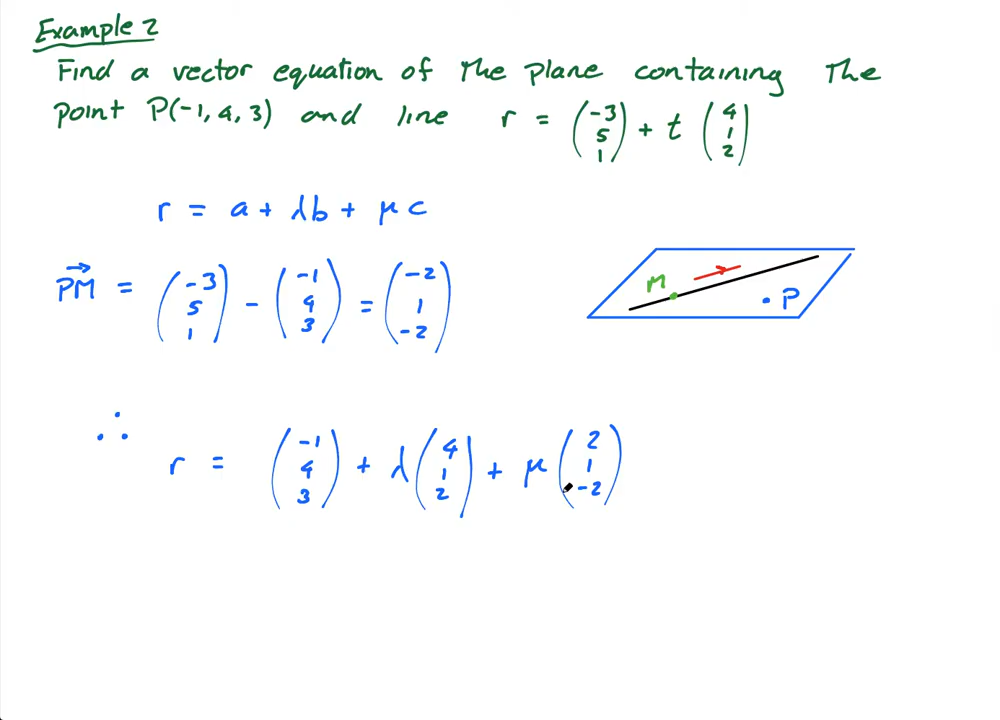 Example 2
Find a vector equation of the plane containing the
point P(-1, 4, 3) and line r = (-3 5 1) + t (4 1 2)
r = a + λb + μc
PM = (-3 5 1) - (-1 4 3) = (-2 1 -2)
M
P
∴
r = (-1 4 3) + λ (4 1 2) + μ (2 1 -2)